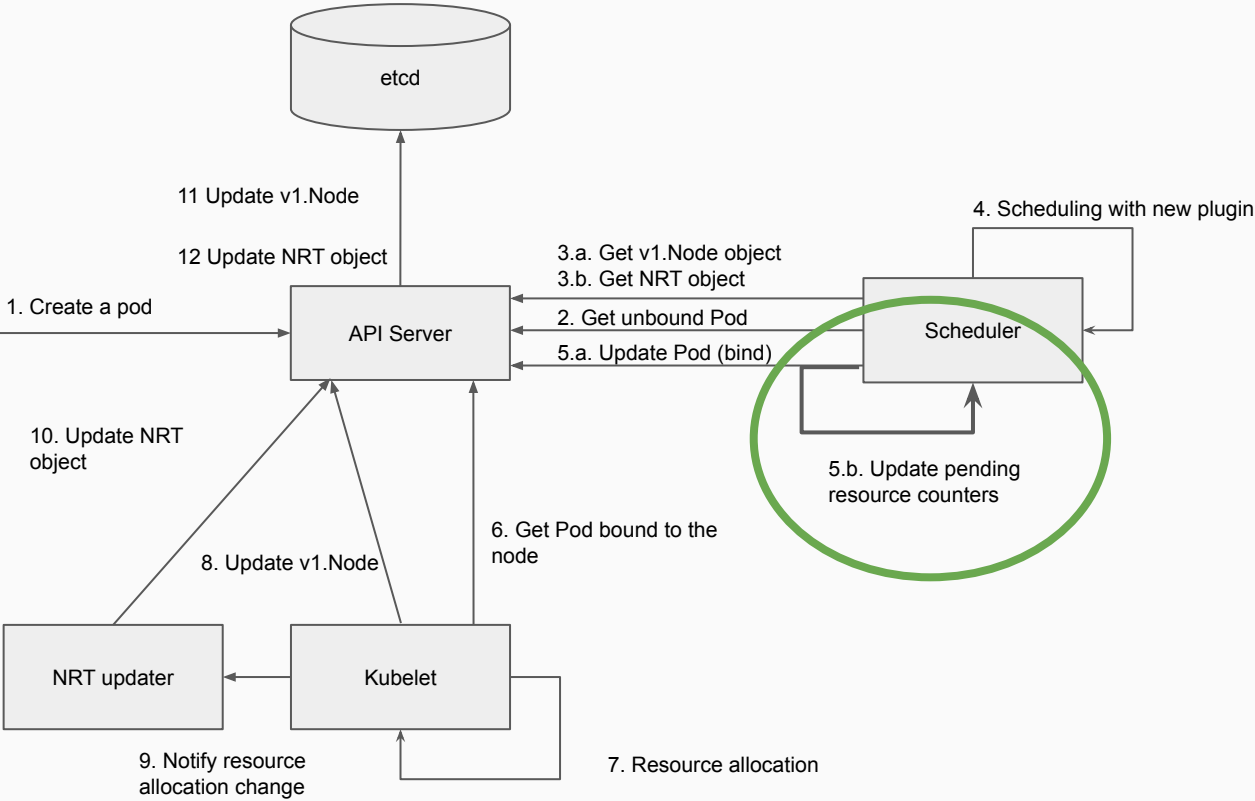 etcd
11 Update v1.Node
12 Update NRT object
4. Scheduling with new plugin
3.a. Get v1.Node object
3.b. Get NRT object
1. Create a pod
2. Get unbound Pod
API Server
Scheduler
5.a. Update Pod (bind)
10. Update NRT
object
5.b. Update pending
resource counters
6. Get Pod bound to the
node
8. Update v1.Node
NRT updater
Kubelet
9. Notify resource
allocation change
7. Resource allocation